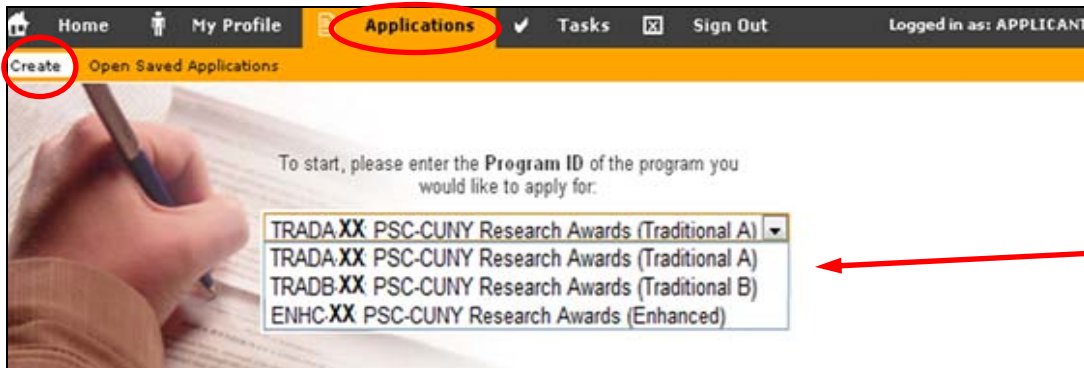 Home My Profile Applications Tasks Sign Out Logged in as: APPLICANT
Create Open Saved Applications
To start, please enter the Program ID of the program you
would like to apply for:
TRADA-XX: PSC-CUNY Research Awards (Traditional A)
TRADA-XX: PSC-CUNY Research Awards (Traditional A)
TRADB-XX: PSC-CUNY Research Awards (Traditional B)
ENHC-XX: PSC-CUNY Research Awards (Enhanced)